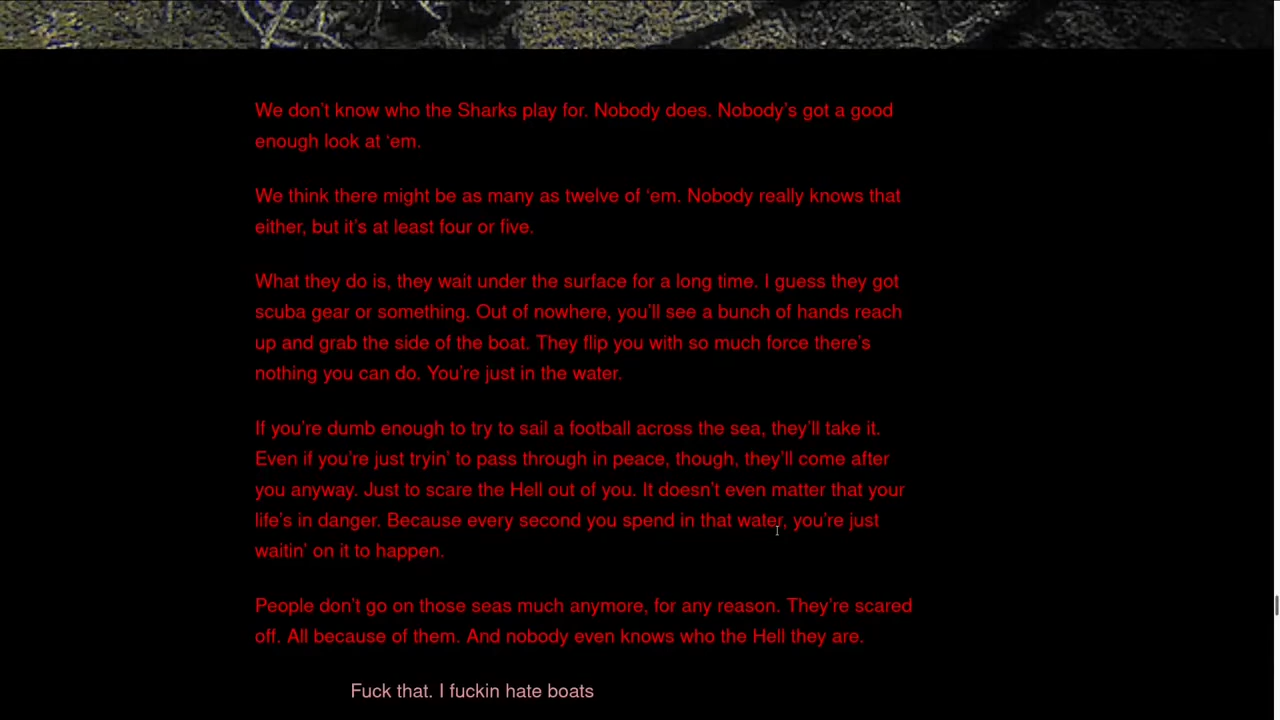 We don’t know who the Sharks play for. Nobody does. Nobody’s got a good
enough look at ‘em.
We think there might be as many as twelve of ‘em. Nobody really knows that
either, but it’s at least four or five.
What they do is, they wait under the surface for a long time. I guess they got
scuba gear or something. Out of nowhere, you’ll see a bunch of hands reach
up and grab the side of the boat. They flip you with so much force there’s
nothing you can do. You’re just in the water.
If you’re dumb enough to try to sail a football across the sea, they’ll take it.
Even if you’re just tryin’ to pass through in peace, though, they’ll come after
you anyway. Just to scare the Hell out of you. It doesn’t even matter that your
life’s in danger. Because every second you spend in that water, you’re just
waitin’ on it to happen.
People don’t go on those seas much anymore, for any reason. They’re scared
off. All because of them. And nobody even knows who the Hell they are.
Fuck that. I fuckin hate boats